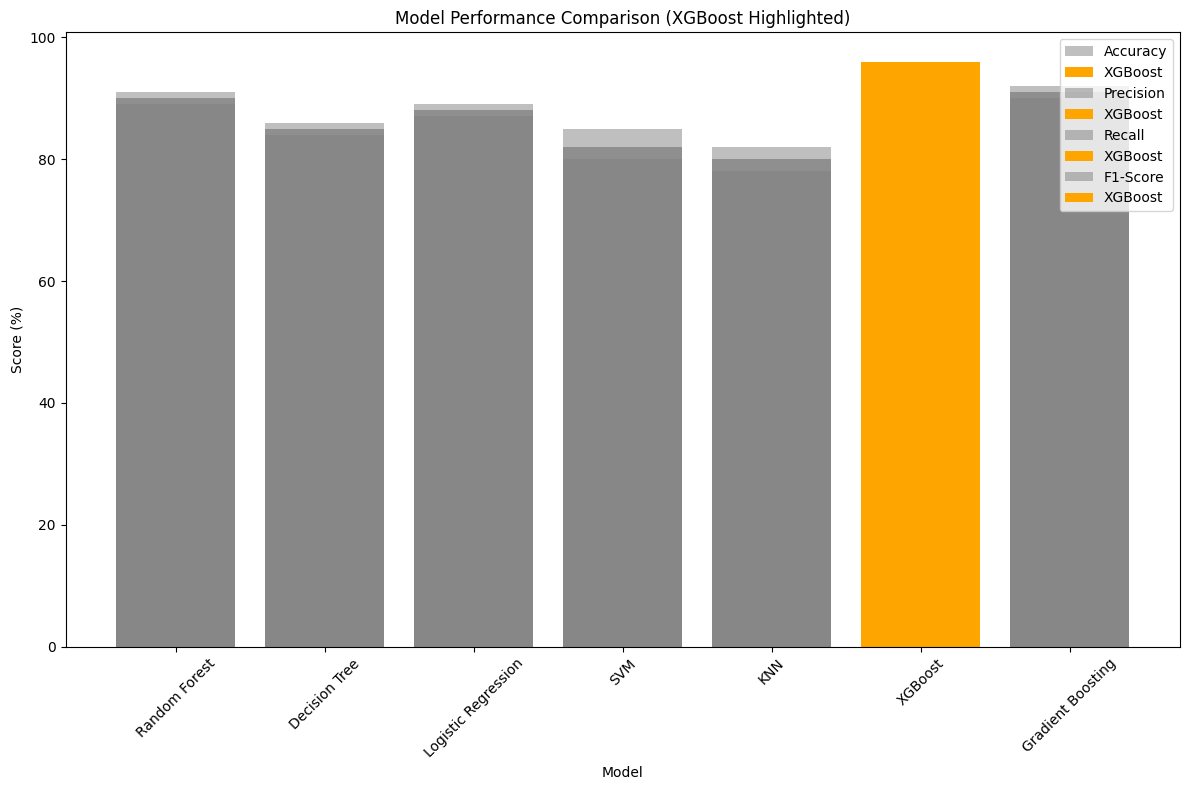 Model Performance Comparison (XGBoost Highlighted)
Score (%)
100
80
60
40
20
0
Accuracy
XGBoost
Precision
XGBoost
Recall
XGBoost
F1-Score
XGBoost
Random Forest
Decision Tree
Logistic Regression
SVM
KNN
XGBoost
Gradient Boosting
Model